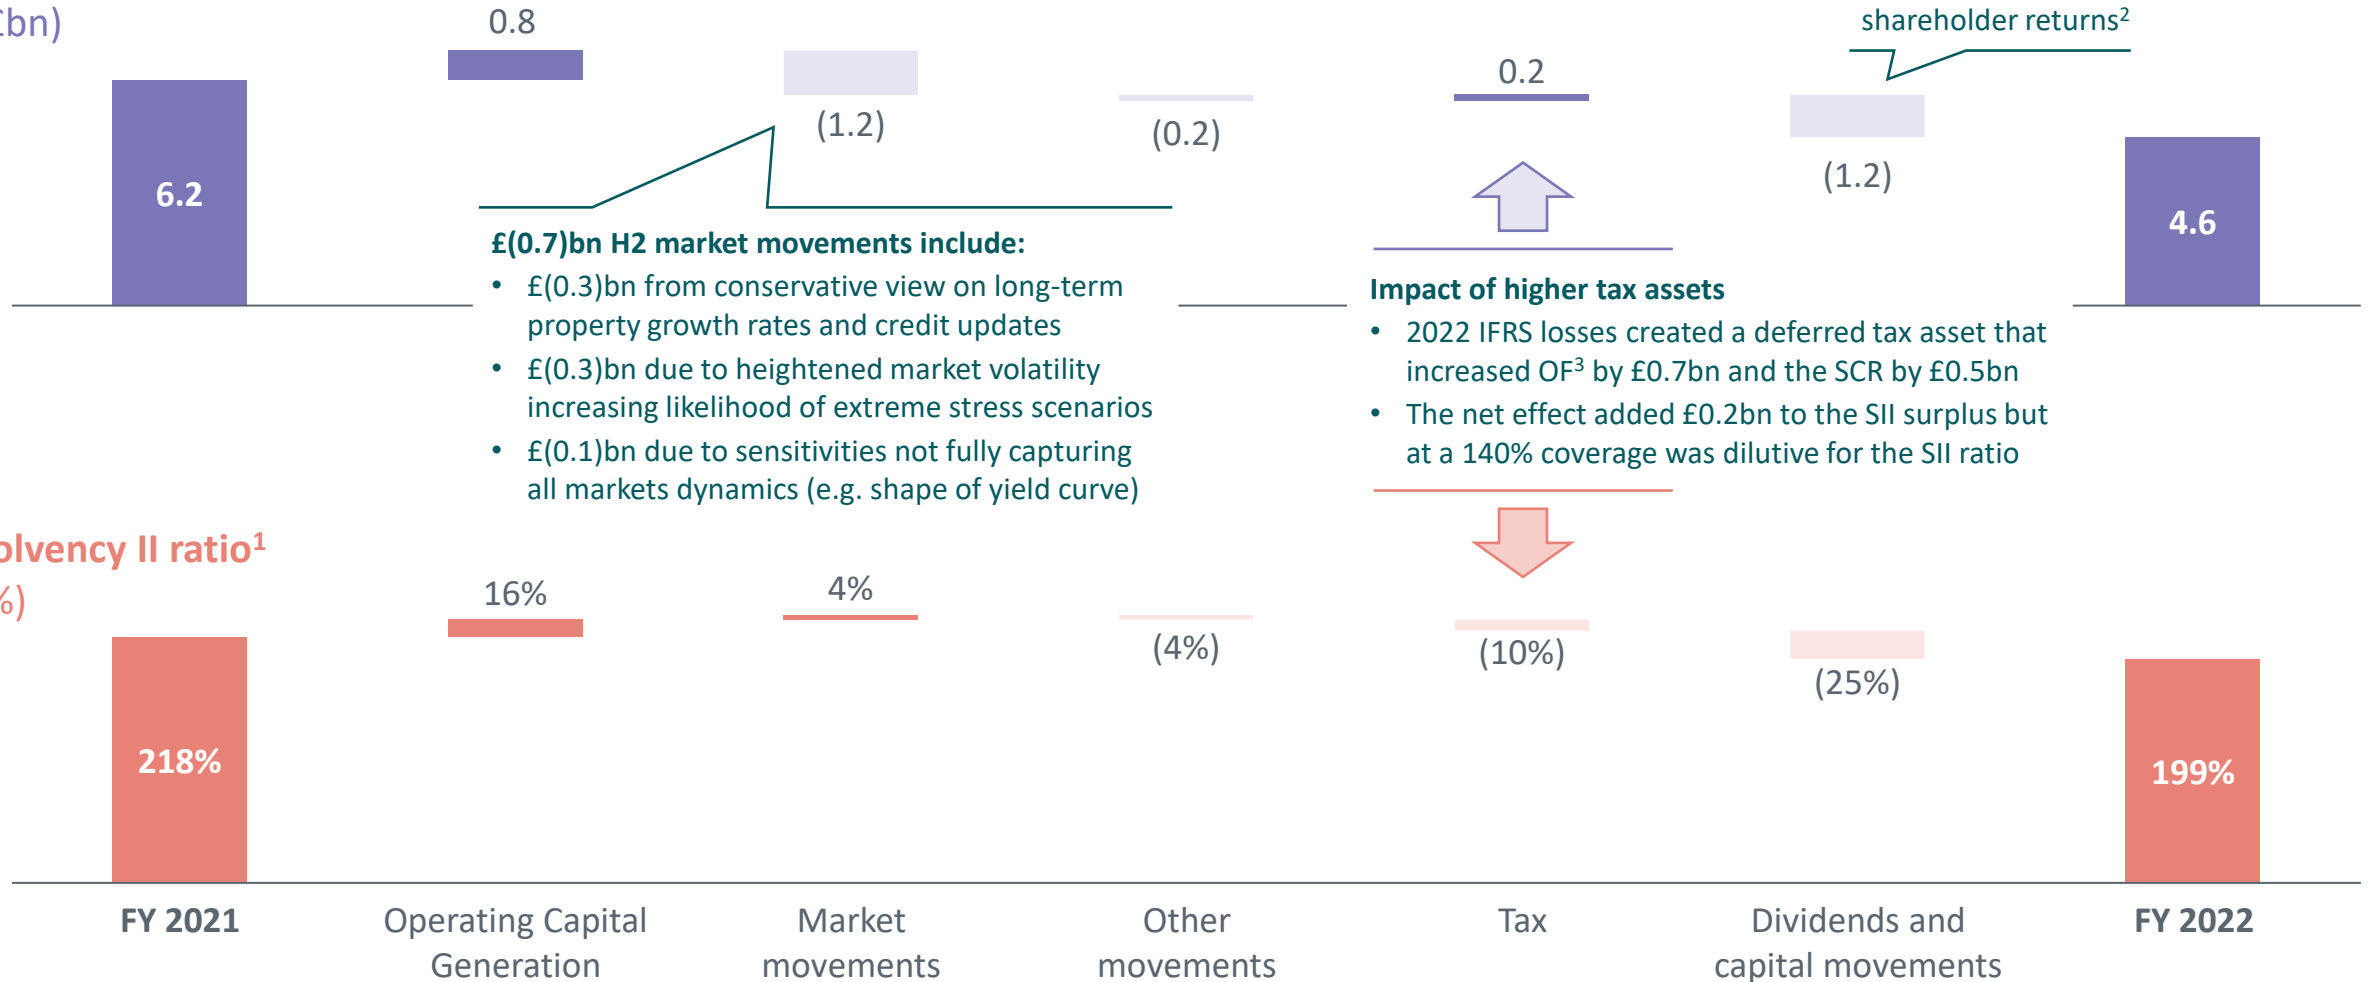 £bn)
shareholder returns²
0.8
(1.2)
(0.2)
0.2
(1.2)
6.2
4.6
£(0.7)bn H2 market movements include:
• £(0.3)bn from conservative view on long-term
property growth rates and credit updates
• £(0.3)bn due to heightened market volatility
increasing likelihood of extreme stress scenarios
• £(0.1)bn due to sensitivities not fully capturing
all markets dynamics (e.g. shape of yield curve)
Impact of higher tax assets
• 2022 IFRS losses created a deferred tax asset that
increased OF³ by £0.7bn and the SCR by £0.5bn
• The net effect added £0.2bn to the SII surplus but
at a 140% coverage was dilutive for the SII ratio
olvency II ratio¹
%)
16%
4%
(4%)
(10%)
(25%)
218%
199%
FY 2021
Operating Capital
Generation
Market
movements
Other
movements
Tax
Dividends and
capital movements
FY 2022